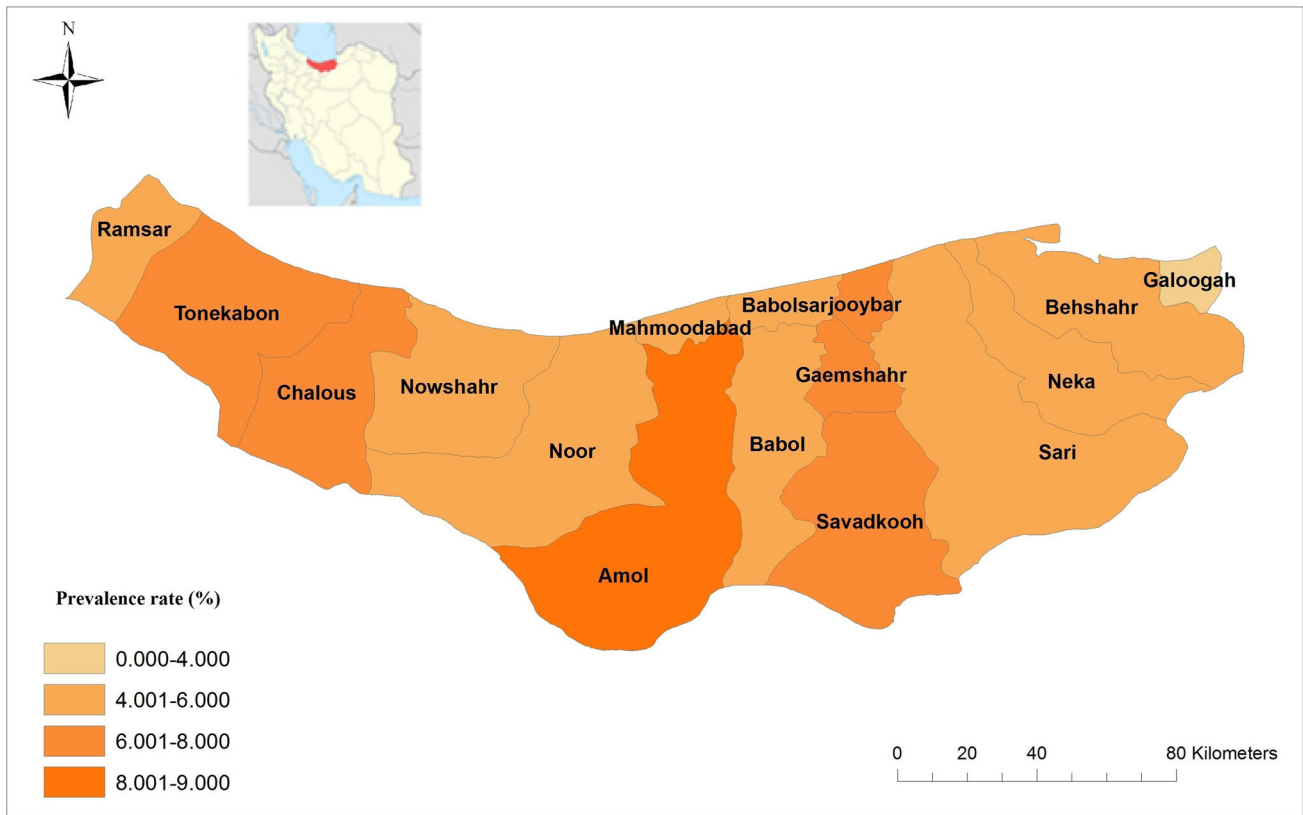 N
Ramsar
Tonekabon
Chalous
Nowshahr
Noor
Mahmoodabad
Amol
Babolsarjooybar
Babol
Gaemshahr
Savadkooh
Behshahr
Galoogah
Neka
Sari
Prevalence rate (%)
0.000-4.000
4.001-6.000
6.001-8.000
8.001-9.000
0 20 40 80 Kilometers